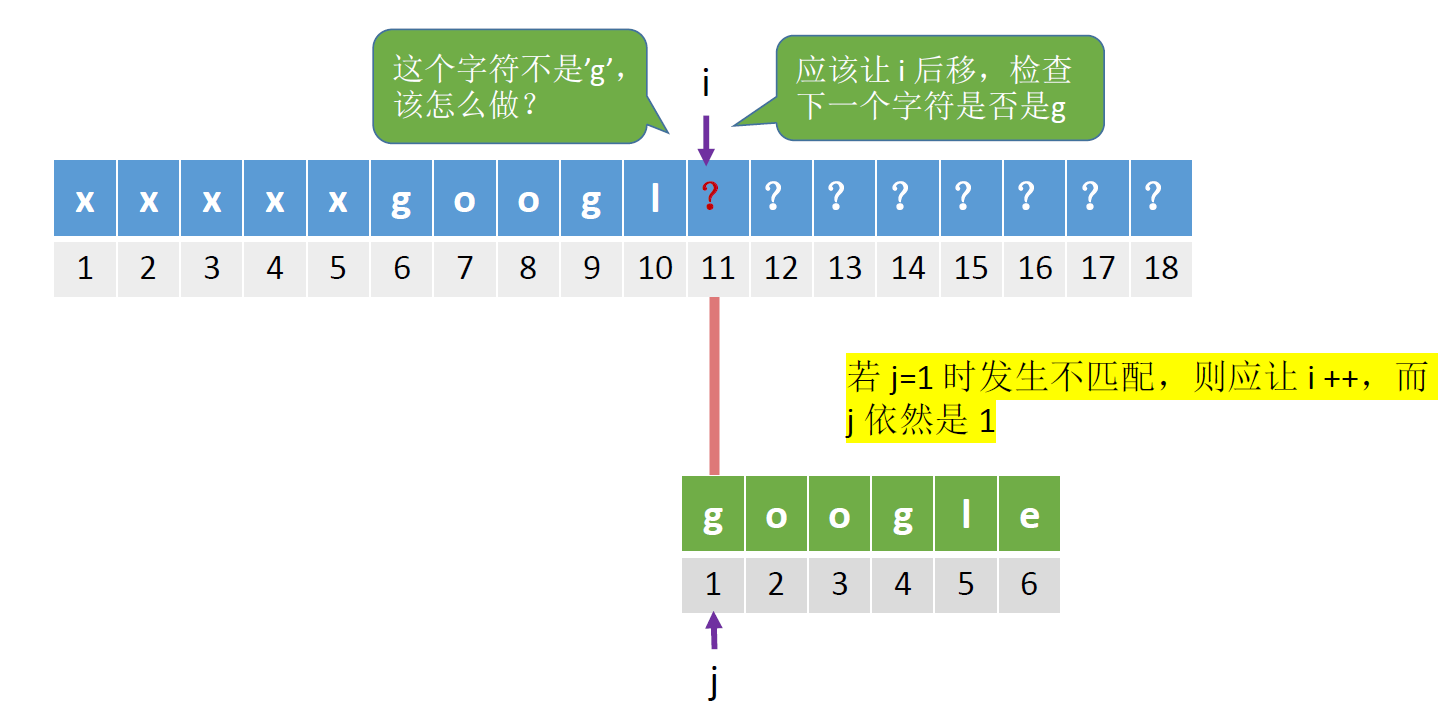 这个字符不是’g’，
该怎么做？
i
应该让 i 后移，检查
下一个字符是否是g
x x x x x g o o g l ? ? ? ? ? ? ? ?
1 2 3 4 5 6 7 8 9 10 11 12 13 14 15 16 17 18
若 j=1 时发生不匹配，则应让 i ++，而
j 依然是 1
g o o g l e
1 2 3 4 5 6
j